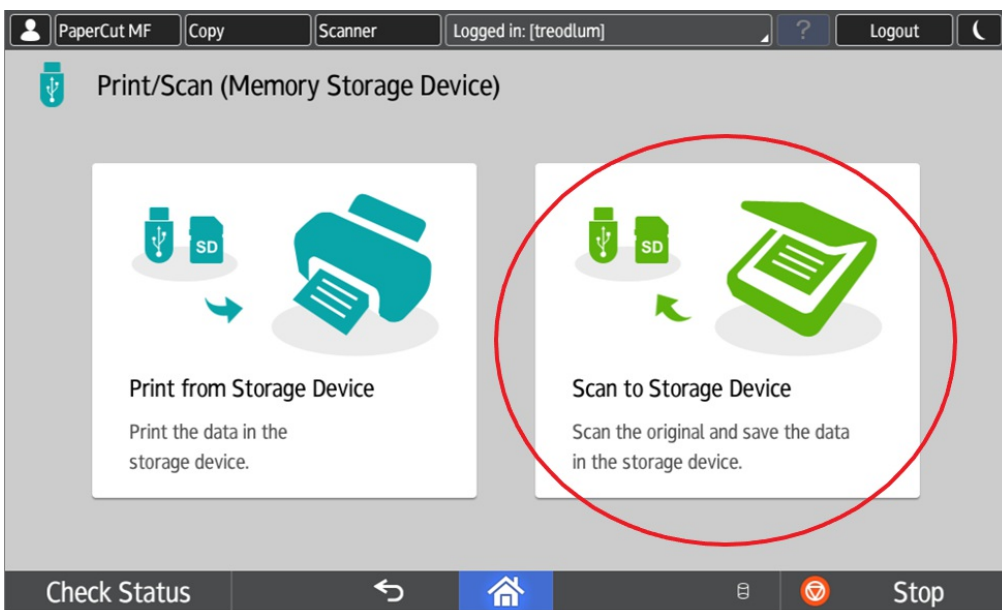 PaperCut MF Copy Scanner Logged in: [treodlum] ? Logout
Print/Scan (Memory Storage Device)
SD
Print from Storage Device
Print the data in the
storage device.
SD
Scan to Storage Device
Scan the original and save the data
in the storage device.
Check Status Stop